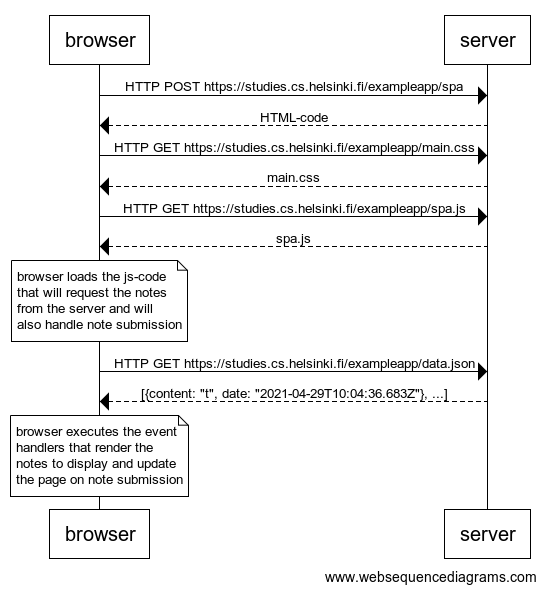 browser
server
HTTP POST https://studies.cs.helsinki.fi/exampleapp/spa
HTML-code
HTTP GET https://studies.cs.helsinki.fi/exampleapp/main.css
main.css
HTTP GET https://studies.cs.helsinki.fi/exampleapp/spa.js
spa.js
browser loads the js-code
that will request the notes
from the server and will
also handle note submission
HTTP GET https://studies.cs.helsinki.fi/exampleapp/data.json
[{content: "t", date: "2021-04-29T10:04:36.683Z"}, ...]
browser executes the event
handlers that render the
notes to display and update
the page on note submission
browser
server
www.websequencediagrams.com